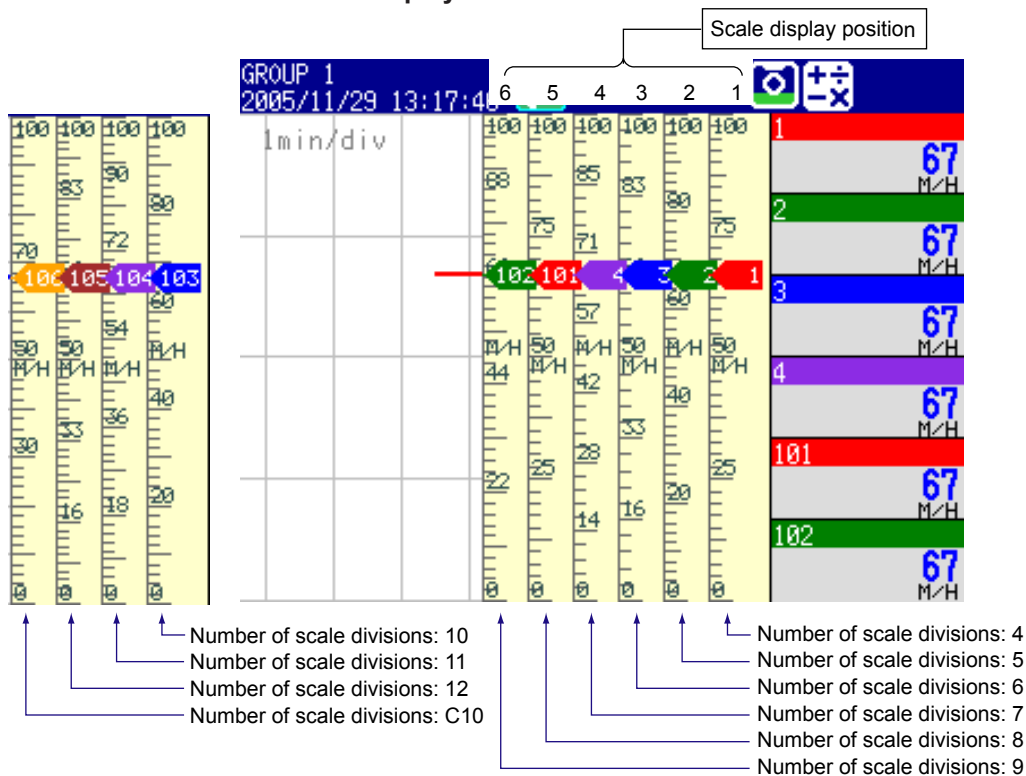 Scale display position
GROUP 1
2005/11/29 13:17:4
6 5 4 3 2 1
1min/div
100 100 100 100
83
90
80
70
72
106 105 104 103
60
54
50 50
M/H M/H M/H M/H
40
36
33
30
20
18
16
0 0 0 0
100 100 100 100 100 100
68
85
83
80
75 75
71
102 101 4 3 2 1
60
57
50 50 50
M/H M/H M/H M/H M/H M/H
44
42
40
33
28
25 25
22
20
16
14
0 0 0 0 0 0
1
67
M/H
2
67
M/H
3
67
M/H
4
67
M/H
101
67
M/H
102
67
M/H
Number of scale divisions: 10
Number of scale divisions: 11
Number of scale divisions: 12
Number of scale divisions: C10
Number of scale divisions: 4
Number of scale divisions: 5
Number of scale divisions: 6
Number of scale divisions: 7
Number of scale divisions: 8
Number of scale divisions: 9